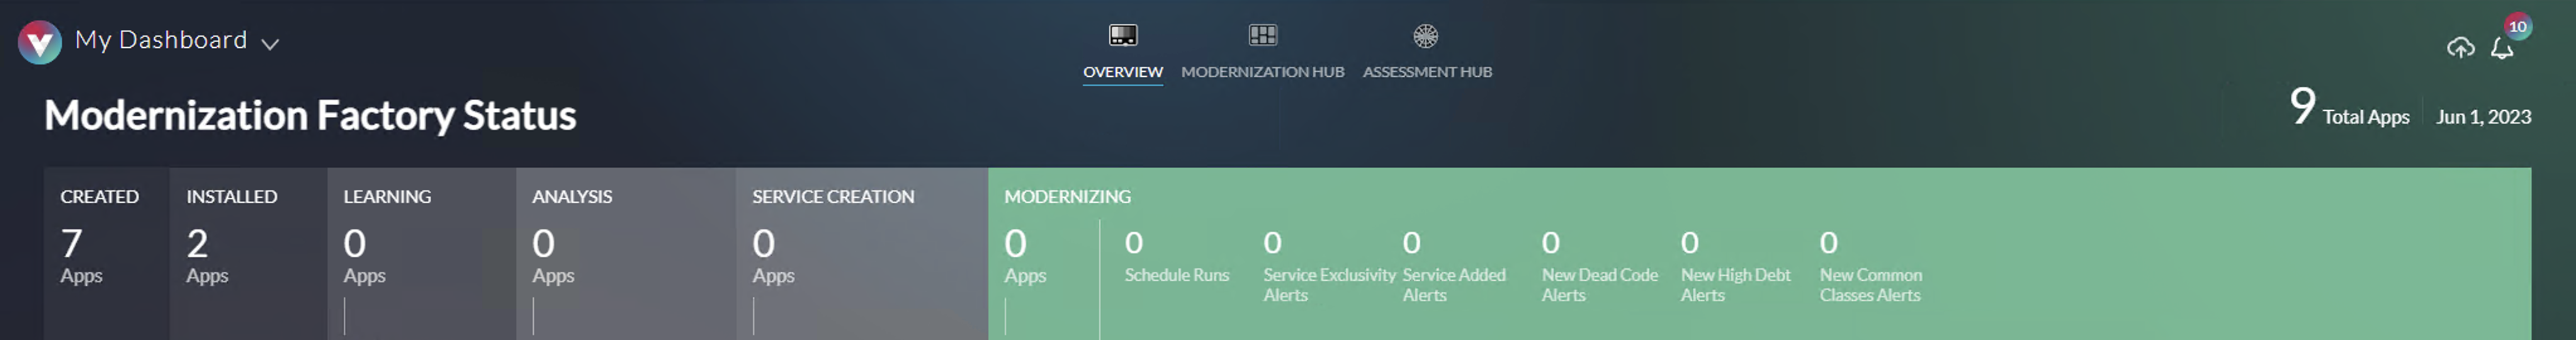 My Dashboard
10
OVERVIEW MODERNIZATION HUB ASSESSMENT HUB
Modernization Factory Status
9 Total Apps Jun 1, 2023
CREATED
7
Apps
INSTALLED
2
Apps
LEARNING
0
Apps
ANALYSIS
0
Apps
SERVICE CREATION
0
Apps
MODERNIZING
0
Apps
0
Schedule Runs
0
Service Exclusivity
Alerts
0
Service Added
Alerts
0
New Dead Code
Alerts
0
New High Debt
Alerts
0
New Common
Classes Alerts